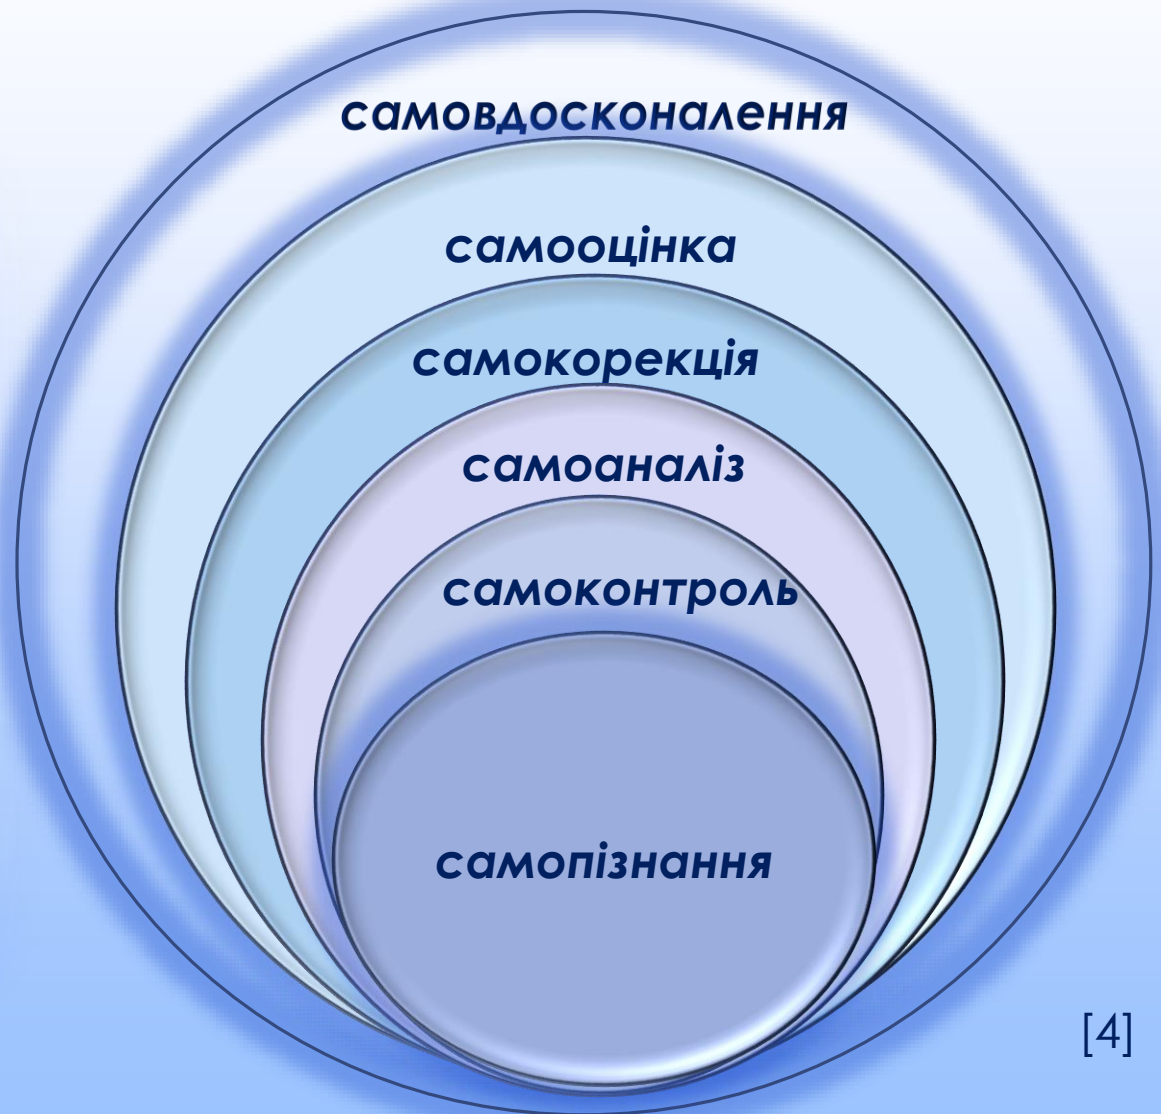 самовдосконалення
самооцінка
самокорекція
самоаналіз
самоконтроль
самопізнання
[4]